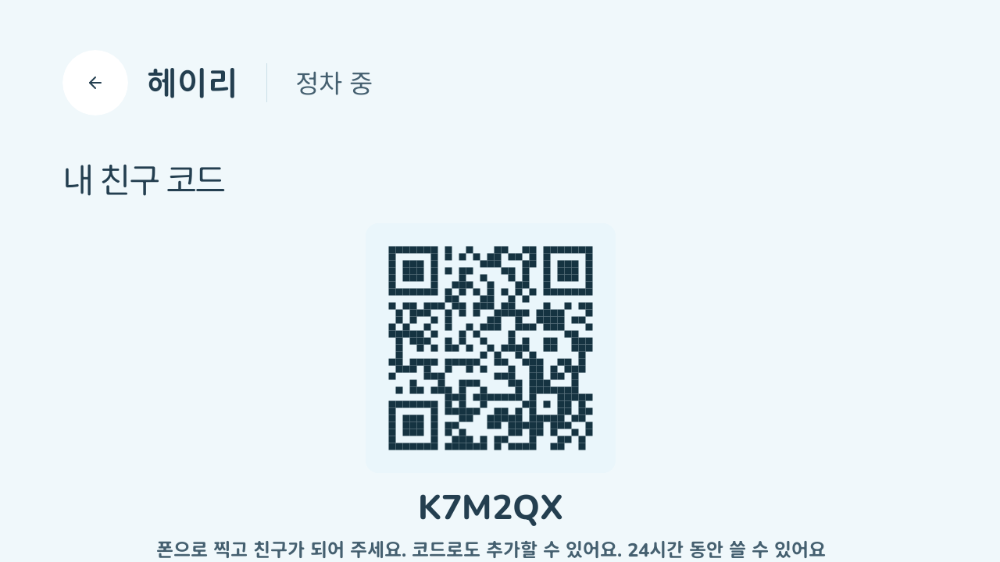 헤이리
정차 중
내 친구 코드
K7M2QX
폰으로 찍고 친구가 되어 주세요. 코드로도 추가할 수 있어요. 24시간 동안 쓸 수 있어요